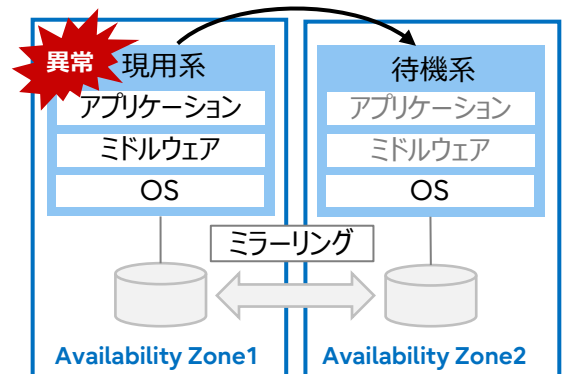 異常
現用系
アプリケーション
ミドルウェア
OS
待機系
アプリケーション
ミドルウェア
OS
ミラーリング
Availability Zone1
Availability Zone2